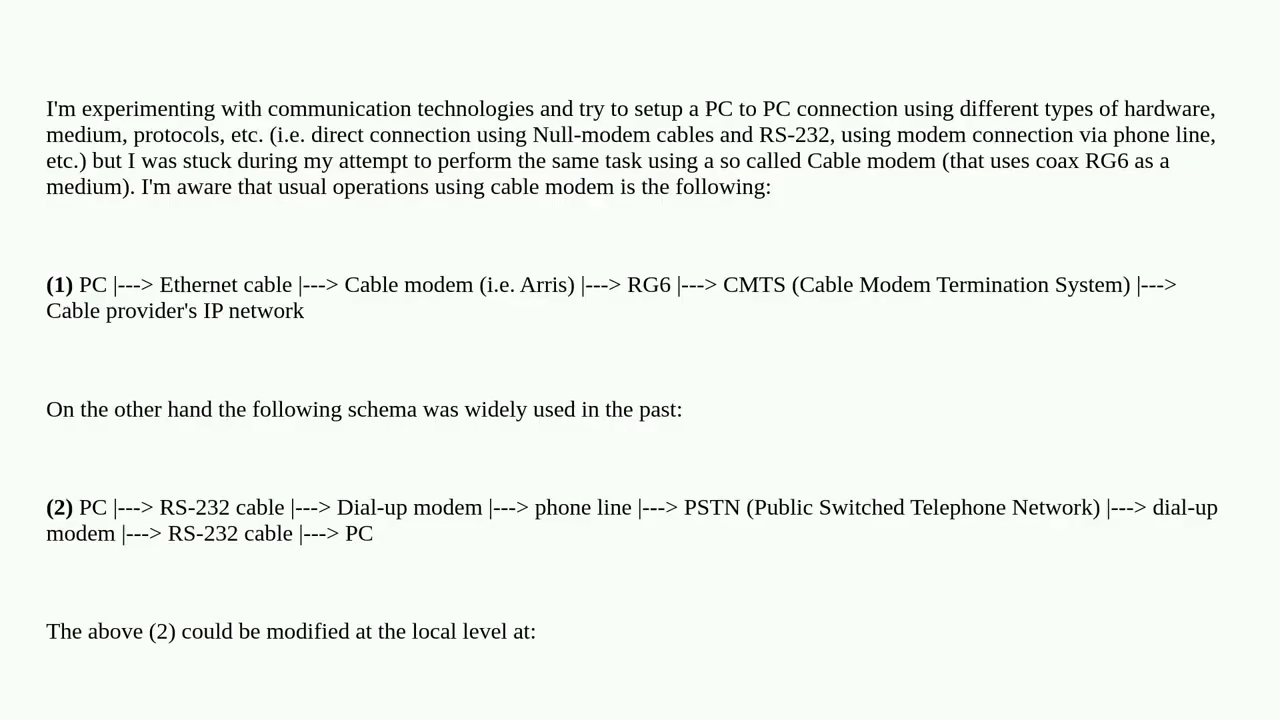 I'm experimenting with communication technologies and try to setup a PC to PC connection using different types of hardware,
medium, protocols, etc. (i.e. direct connection using Null-modem cables and RS-232, using modem connection via phone line,
etc.) but I was stuck during my attempt to perform the same task using a so called Cable modem (that uses coax RG6 as a
medium). I'm aware that usual operations using cable modem is the following:
(1) PC |---> Ethernet cable |---> Cable modem (i.e. Arris) |---> RG6 |---> CMTS (Cable Modem Termination System) |--->
Cable provider's IP network
On the other hand the following schema was widely used in the past:
(2) PC |---> RS-232 cable |---> Dial-up modem |---> phone line |---> PSTN (Public Switched Telephone Network) |---> dial-up
modem |---> RS-232 cable |---> PC
The above (2) could be modified at the local level at: